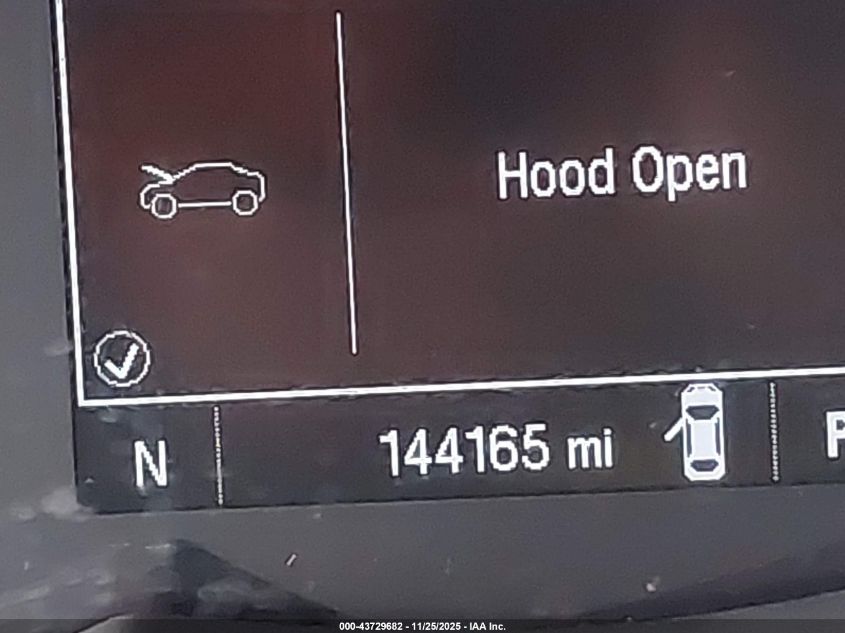 Hood Open
N 144165 mi P
000-43729682 - 11/25/2025 - IAA Inc.